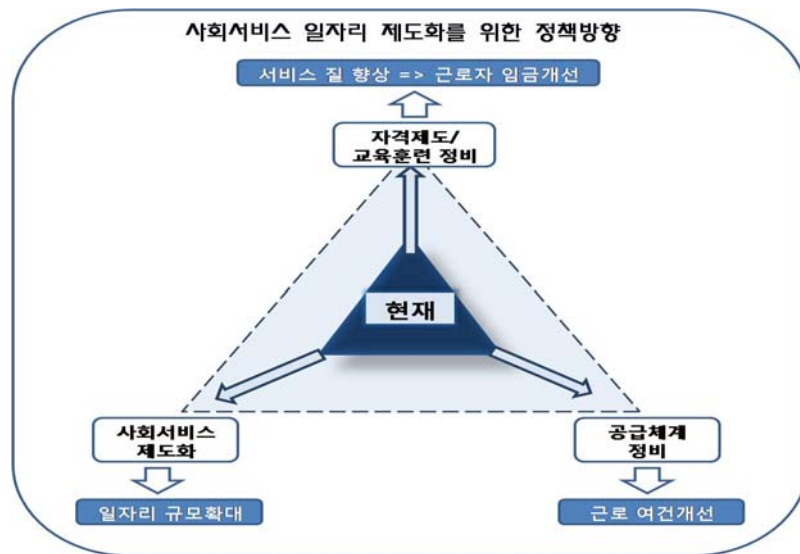 사회서비스 일자리 제도화를 위한 정책방향
서비스 질 향상 => 근로자 임금개선
자격제도/
교육훈련 정비
현재
사회서비스
제도화
공급체계
정비
일자리 규모확대
근로 여건개선